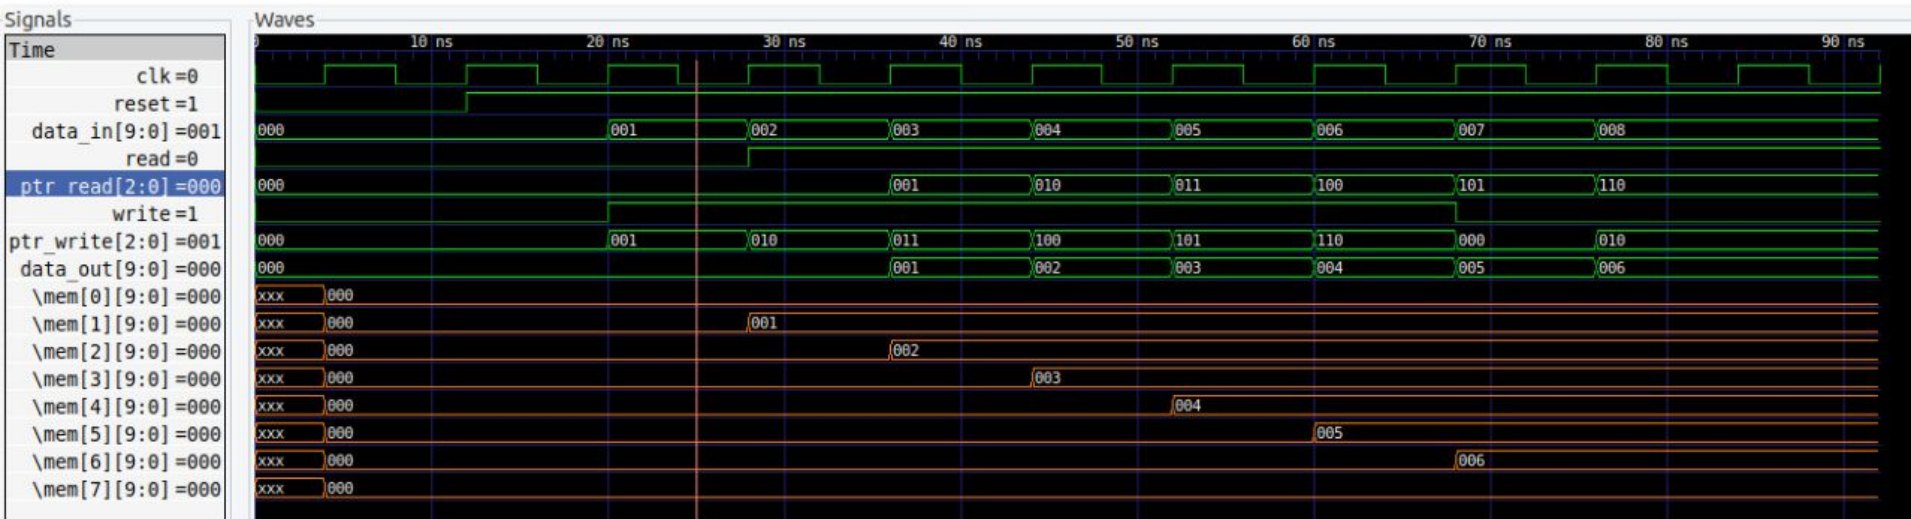 Signals Waves
Time 0 10 ns 20 ns 30 ns 40 ns 50 ns 60 ns 70 ns 80 ns 90 ns
clk =0
reset =1
data_in[9:0] =001 000 001 002 003 004 005 006 007 008
read =0
ptr_read[2:0] =000 000 001 010 011 100 101 110
write =1
ptr_write[2:0] =001 000 001 010 011 100 101 110 000 010
data_out[9:0] =000 000 001 002 003 004 005 006
\mem[0][9:0] =000 xxx 000
\mem[1][9:0] =000 xxx 000 001
\mem[2][9:0] =000 xxx 000 002
\mem[3][9:0] =000 xxx 000 003
\mem[4][9:0] =000 xxx 000 004
\mem[5][9:0] =000 xxx 000 005
\mem[6][9:0] =000 xxx 000 006
\mem[7][9:0] =000 xxx 000